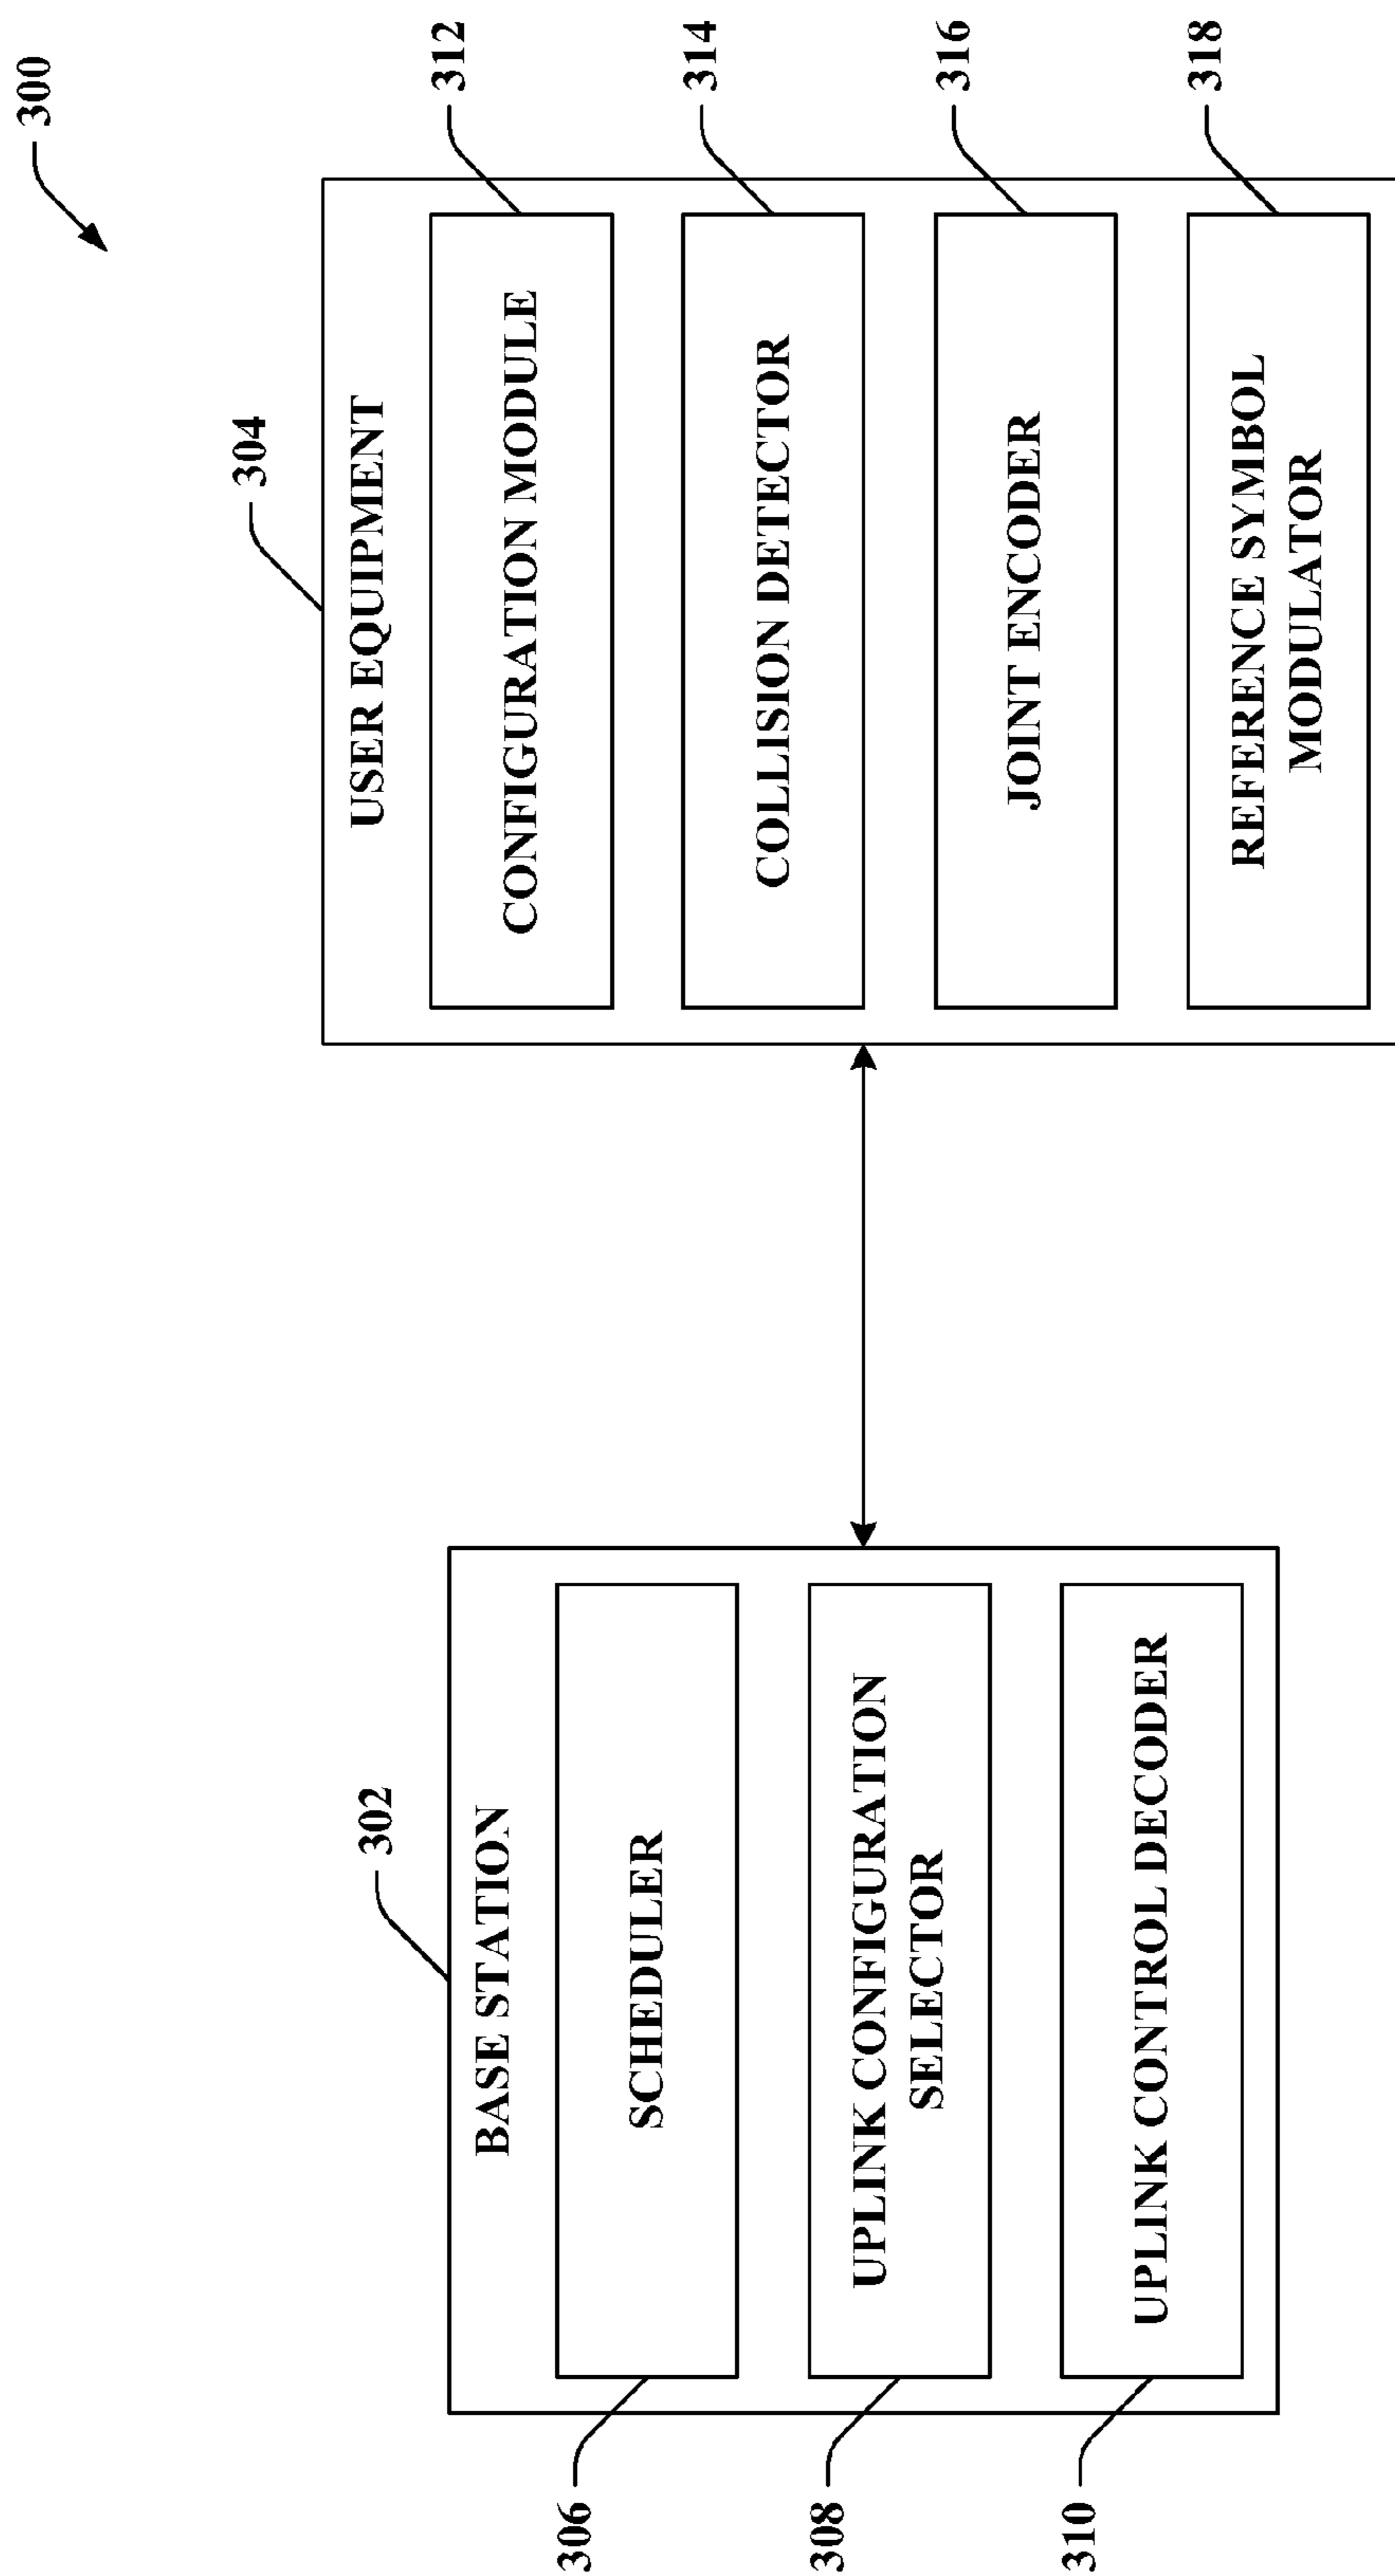 300
302
BASE STATION
306
SCHEDULER
308
UPLINK CONFIGURATION
SELECTOR
310
UPLINK CONTROL DECODER
304
USER EQUIPMENT
312
CONFIGURATION MODULE
314
COLLISION DETECTOR
316
JOINT ENCODER
318
REFERENCE SYMBOL
MODULATOR